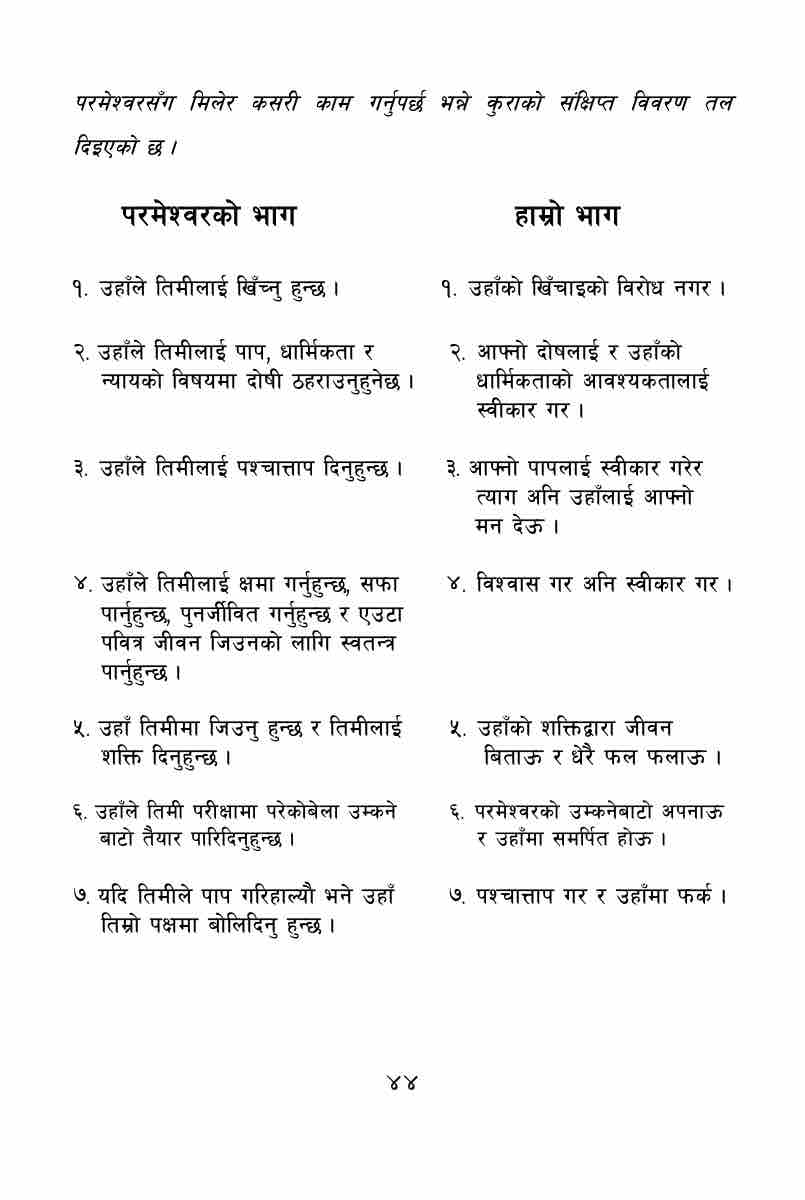 परमेश्वरसँग मिलेर कसरी काम गर्नुपर्छ भन्ने कुराको संक्षिप्त विवरण तल
दिइएको छ ।
परमेश्वरको भाग
हाम्रो भाग
१. उहाँले तिमीलाई खिँच्नु हुन्छ ।
१. उहाँको खिँचाइको विरोध नगर ।
२. उहाँले तिमीलाई पाप, धार्मिकता र
न्यायको विषयमा दोषी ठहराउनुहुनेछ ।
२. आफ्नो दोषलाई र उहाँको
धार्मिकताको आवश्यकतालाई
स्वीकार गर ।
३. उहाँले तिमीलाई पश्चात्ताप दिनुहुन्छ ।
३. आफ्नो पापलाई स्वीकार गरेर
त्याग अनि उहाँलाई आफ्नो
मन देऊ ।
४. उहाँले तिमीलाई क्षमा गर्नुहुन्छ, सफा
पार्नुहुन्छ, पुनर्जीवित गर्नुहुन्छ र एउटा
पवित्र जीवन जिउनको लागि स्वतन्त्र
पार्नुहुन्छ ।
४. विश्वास गर अनि स्वीकार गर ।
५. उहाँ तिमीमा जिउनु हुन्छ र तिमीलाई
शक्ति दिनुहुन्छ ।
५. उहाँको शक्तिद्वारा जीवन
बिताऊ र धेरै फल फलाऊ ।
६. उहाँले तिमी परीक्षामा परेकोबेला उम्कने
बाटो तैयार पारिदिनुहुन्छ ।
६. परमेश्वरको उम्कनेबाटो अपनाऊ
र उहाँमा समर्पित होऊ ।
७. यदि तिमीले पाप गरिहाल्यौ भने उहाँ
तिम्रो पक्षमा बोलिदिनु हुन्छ ।
७. पश्चात्ताप गर र उहाँमा फर्क ।
४४